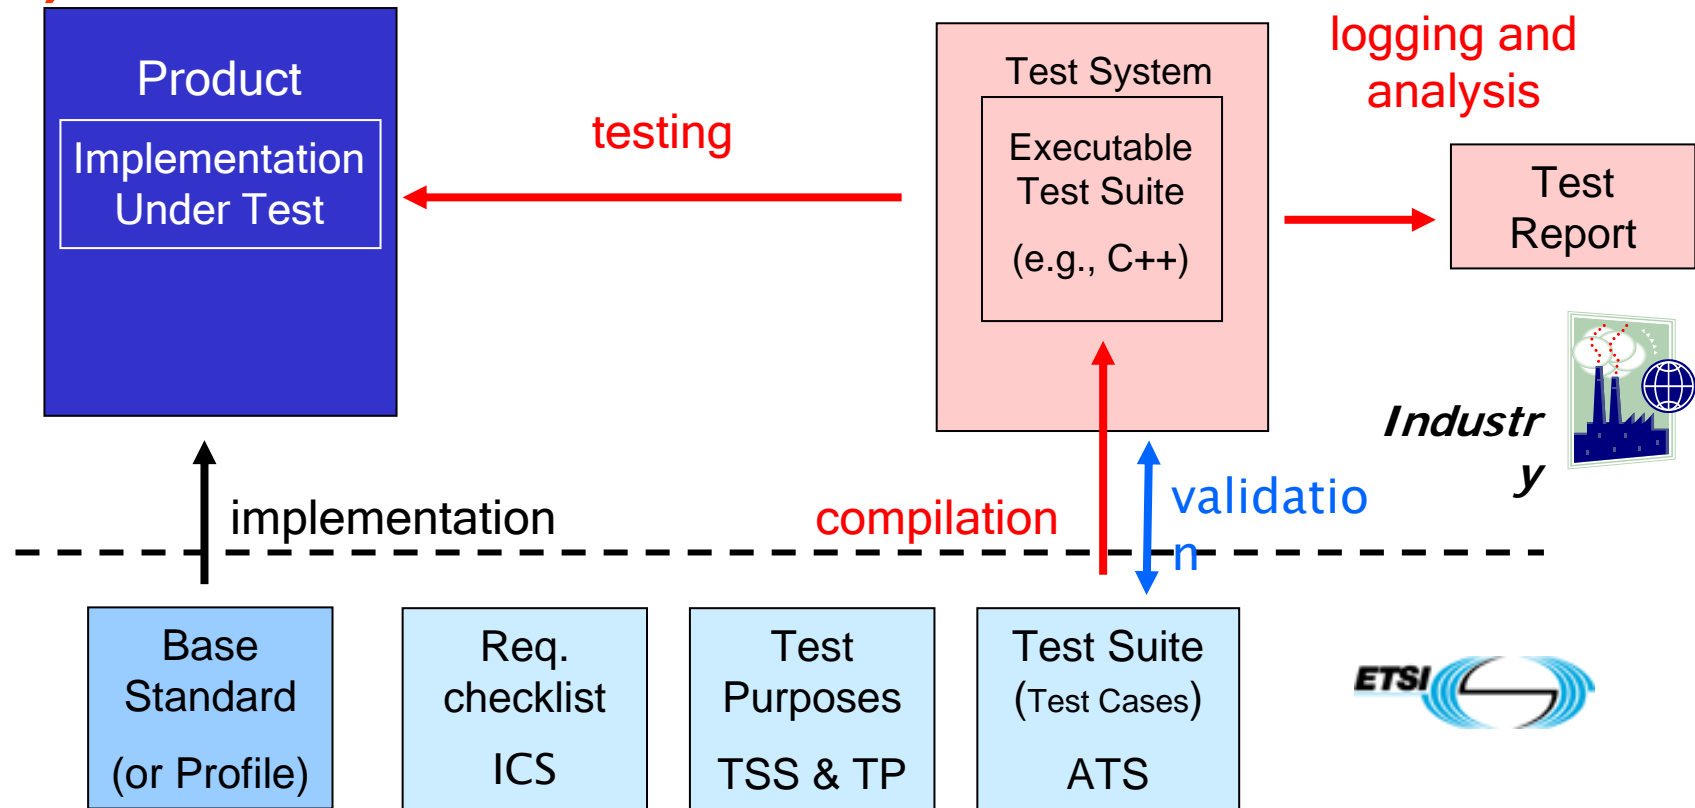 Product
Implementation
Under Test
testing
Test System
Executable
Test Suite
(e.g., C++)
logging and
analysis
Test
Report
Industr
y
implementation
compilation
validatio
n
Base
Standard
(or Profile)
Req.
checklist
ICS
Test
Purposes
TSS & TP
Test Suite
(Test Cases)
ATS
ETSI